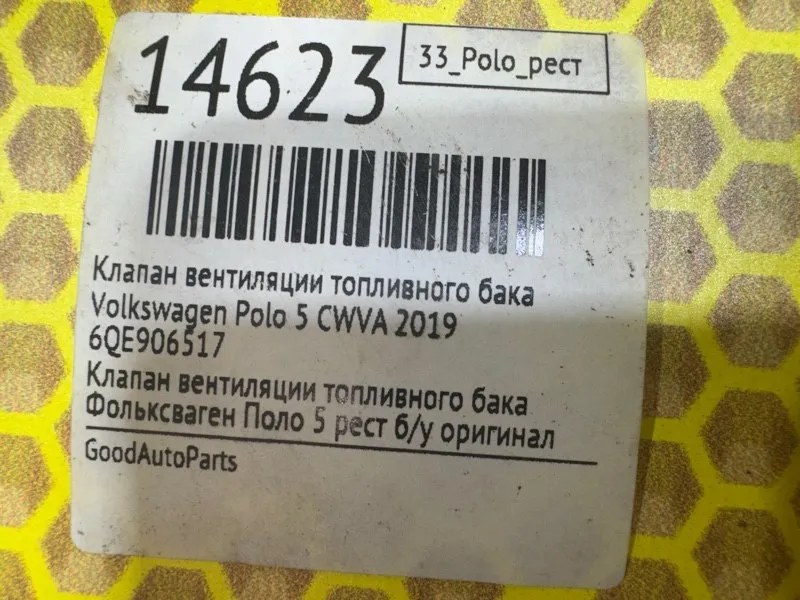 14623
33_Polo_рест
Клапан вентиляции топливного бака
Volkswagen Polo 5 CWVA 2019
6QE906517
Клапан вентиляции топливного бака
Фольксваген Поло 5 рест б/у оригинал
GoodAutoParts